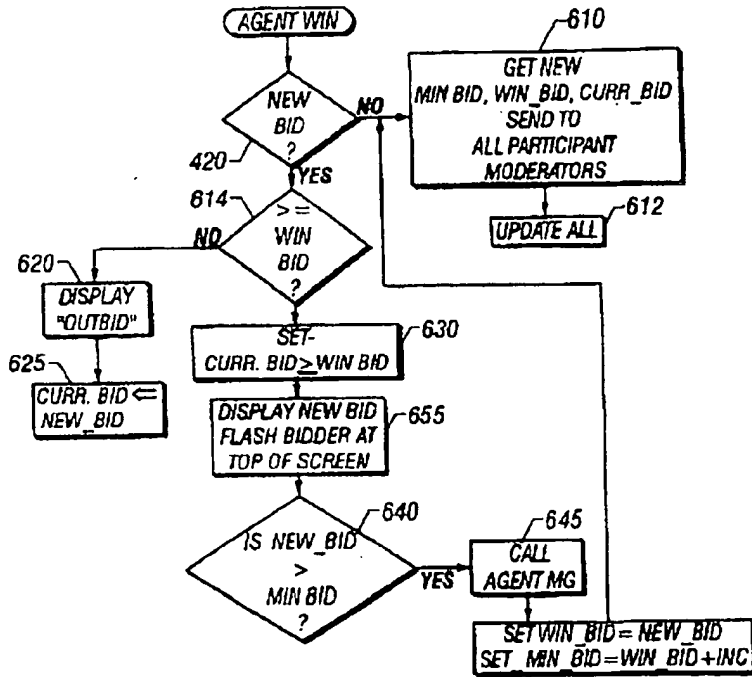 AGENT WIN
610
NEW
BID
?
420
NO
YES
GET NEW
MIN BID, WIN_BID, CURR_BID
SEND TO
ALL PARTICIPANT
MODERATORS
612
UPDATE ALL
614
>=
WIN
BID
?
NO
620
DISPLAY
"OUTBID"
625
CURR. BID ⇐
NEW_BID
630
SET-
CURR. BID ≥ WIN BID
655
DISPLAY NEW BID
FLASH BIDDER AT
TOP OF SCREEN
640
IS NEW_BID
>
MIN BID
?
YES
645
CALL
AGENT MG
SET WIN_BID = NEW_BID
SET MIN_BID = WIN_BID + INC